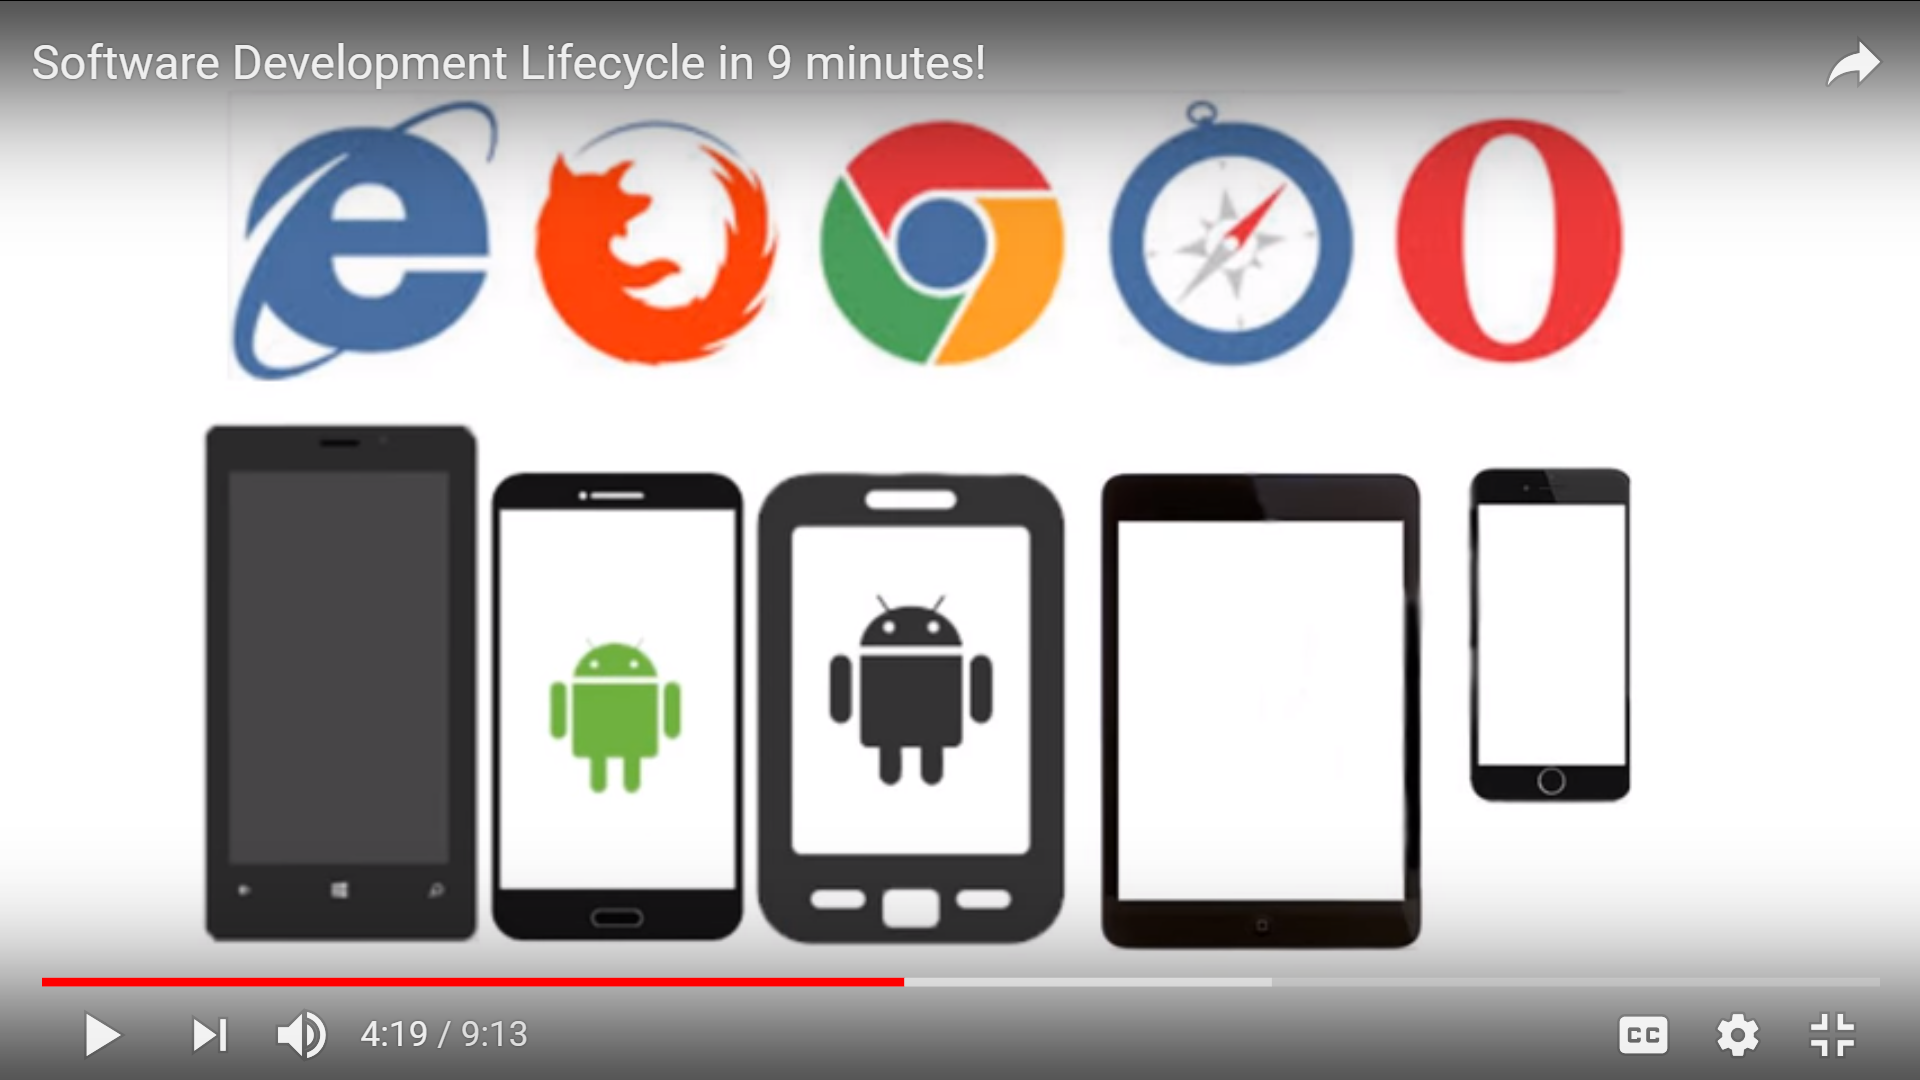 Software Development Lifecycle in 9 minutes!
4:19 / 9:13
CC